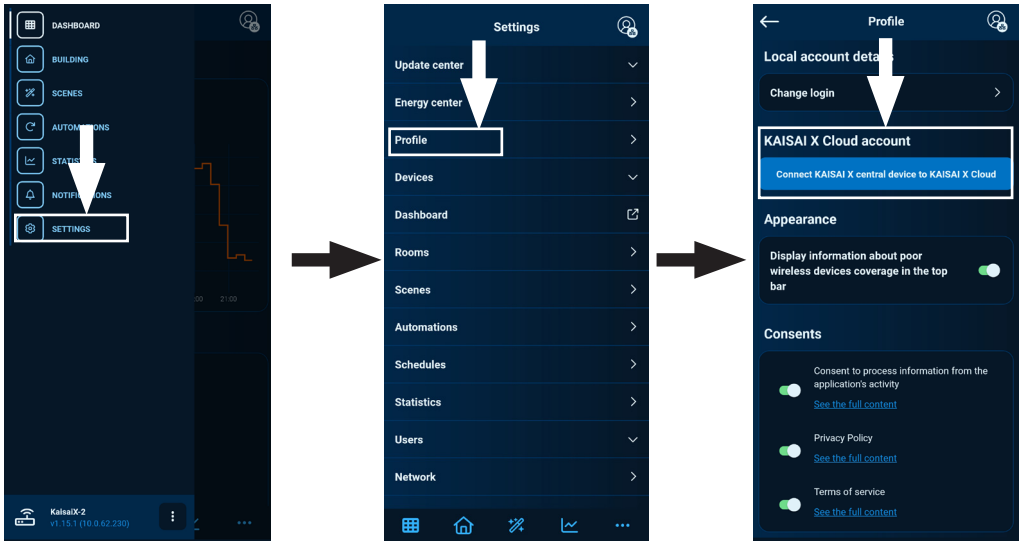 DASHBOARD
BUILDING
SCENES
AUTOMATIONS
STATISTICS
NOTIFICATIONS
SETTINGS
:00 21:00
KaisaiX-2
v1.15.1 (10.0.62.230)
Settings
Update center
Energy center
Profile
Devices
Dashboard
Rooms
Scenes
Automations
Schedules
Statistics
Users
Network
Profile
Local account details
Change login
KAISAI X Cloud account
Connect KAISAI X central device to KAISAI X Cloud
Appearance
Display information about poor
wireless devices coverage in the top
bar
Consents
Consent to process information from the
application's activity
See the full content
Privacy Policy
See the full content
Terms of service
See the full content